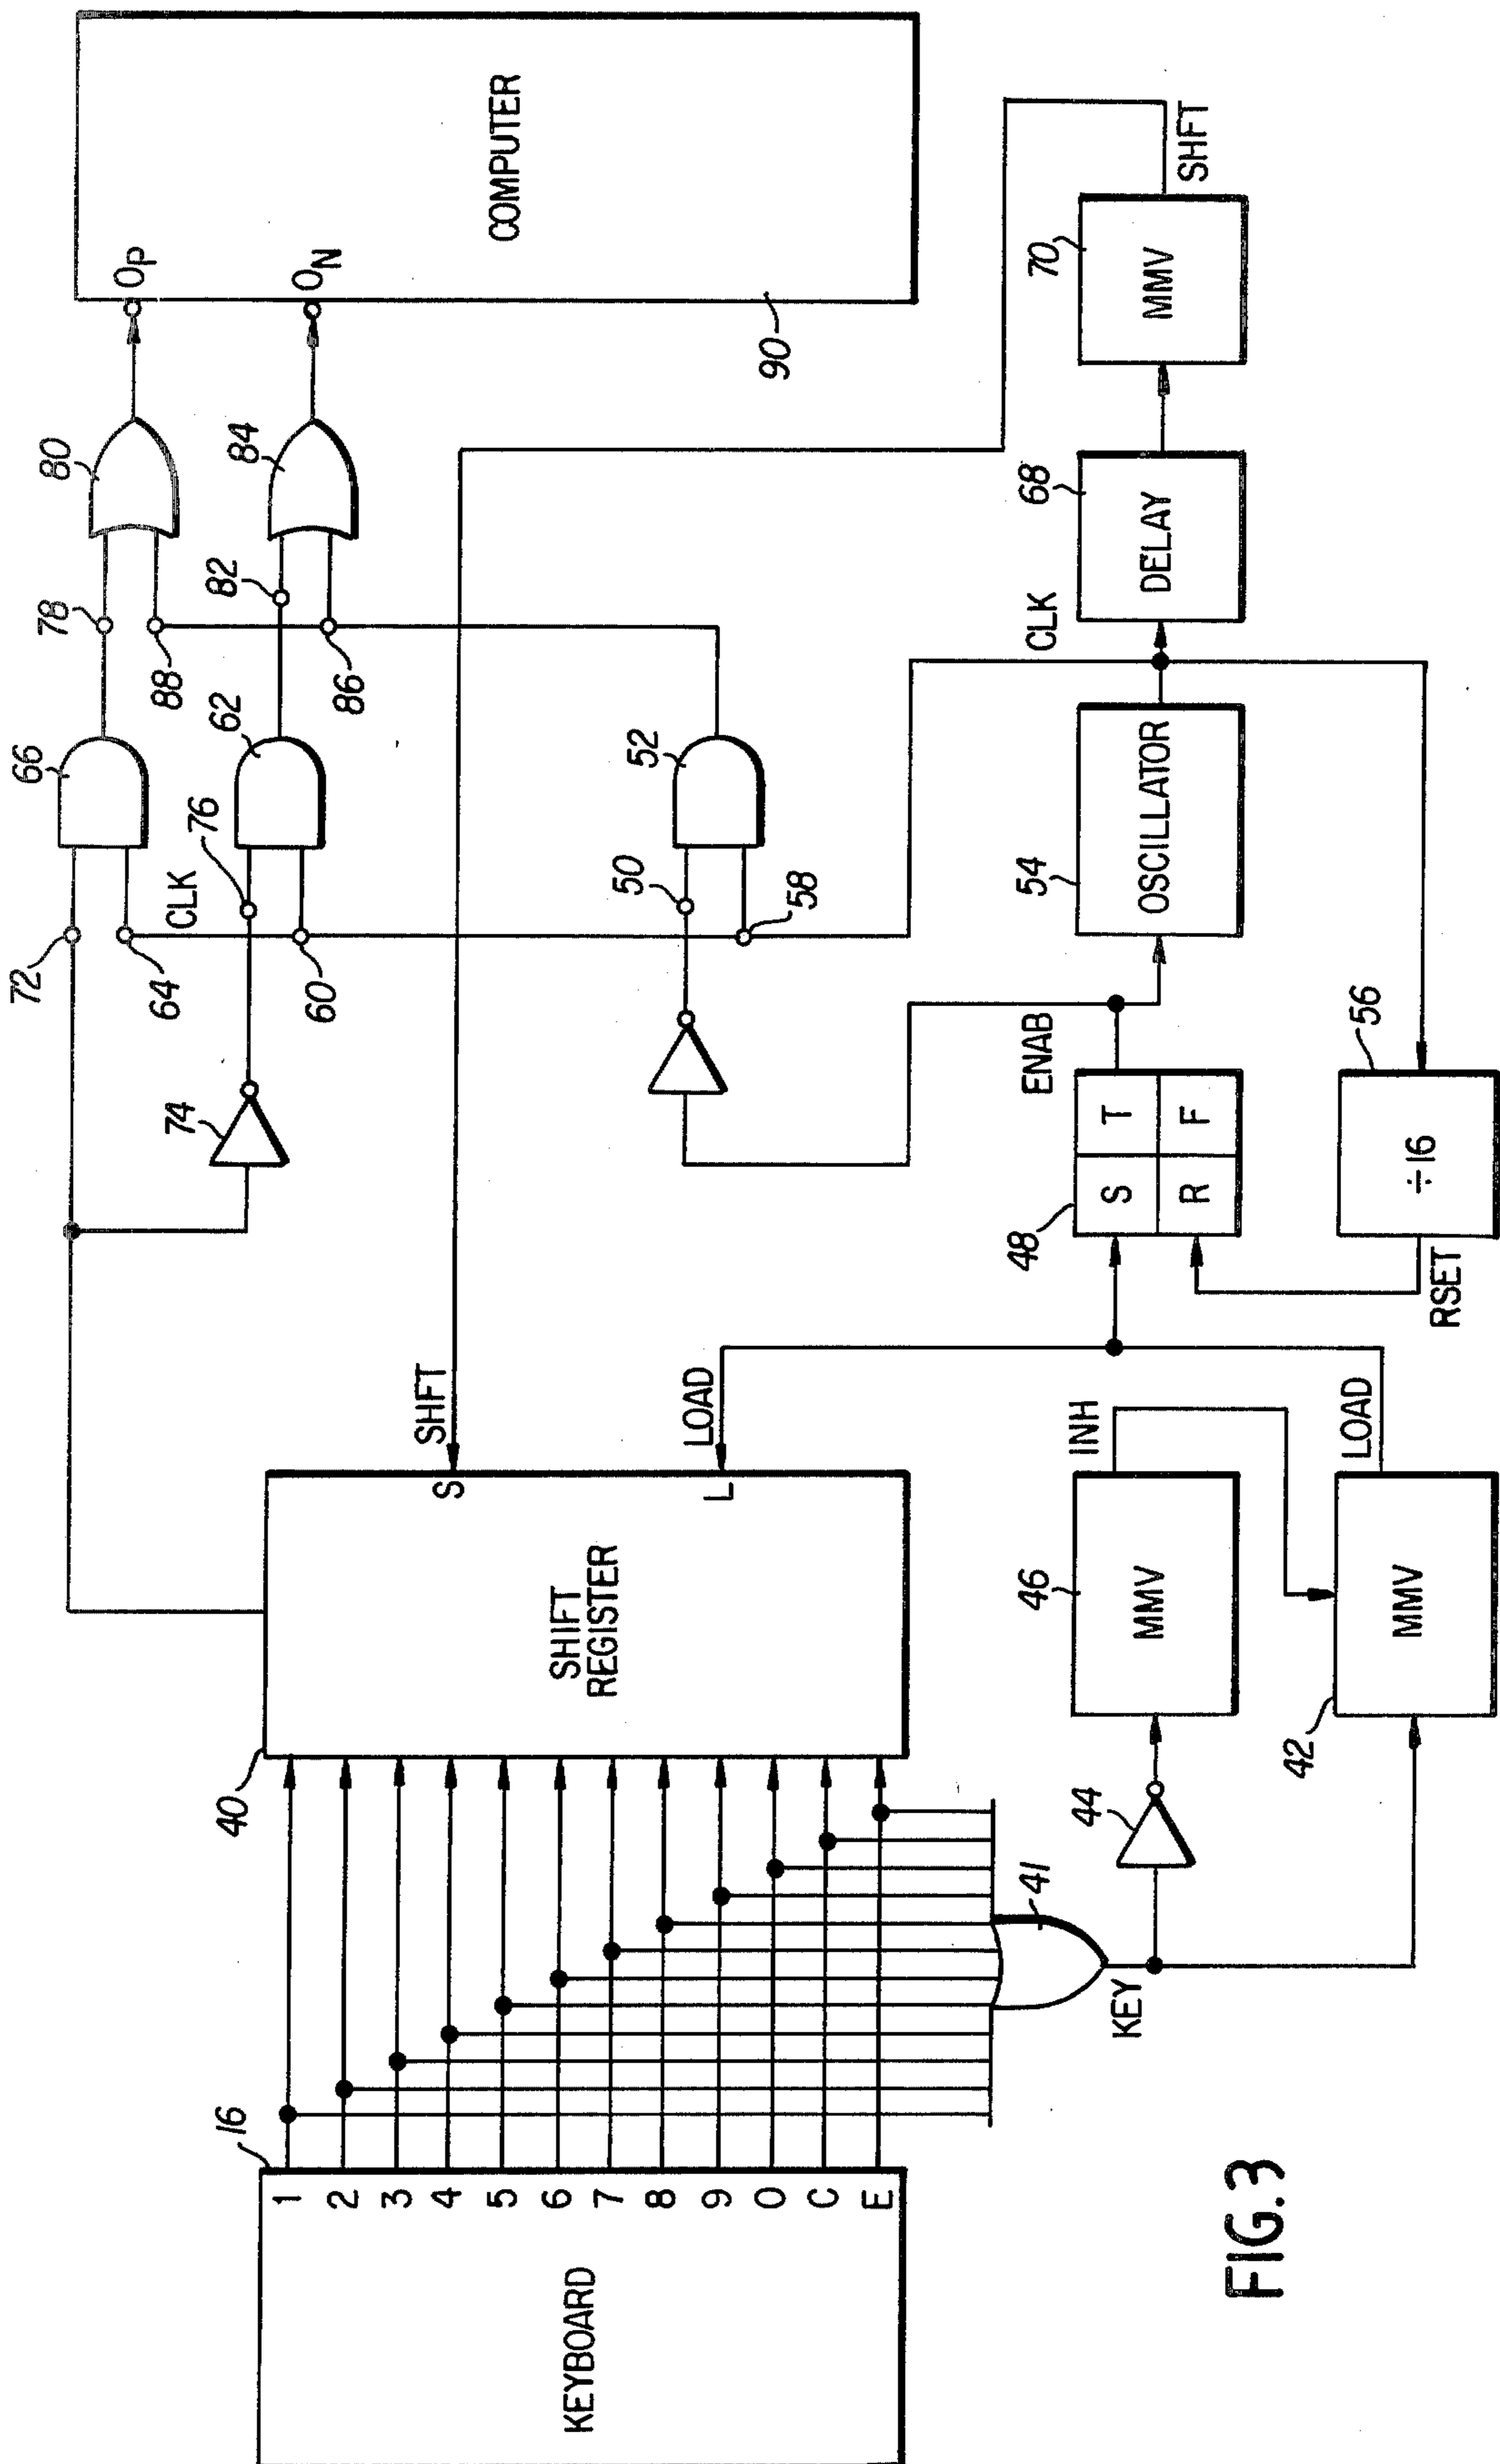 66
72
64
CLK
76
60
62
78
88
82
86
80
84
OP
ON
COMPUTER
90
74
50
52
58
SHFT
S
SHIFT
REGISTER
L
LOAD
40
16
KEYBOARD
1
2
3
4
5
6
7
8
9
0
C
E
41
KEY
44
46
MMV
INH
42
MMV
LOAD
48
S
T
R
F
ENAB
RSET
56
÷16
54
OSCILLATOR
CLK
68
DELAY
70
MMV
SHFT
FIG.3